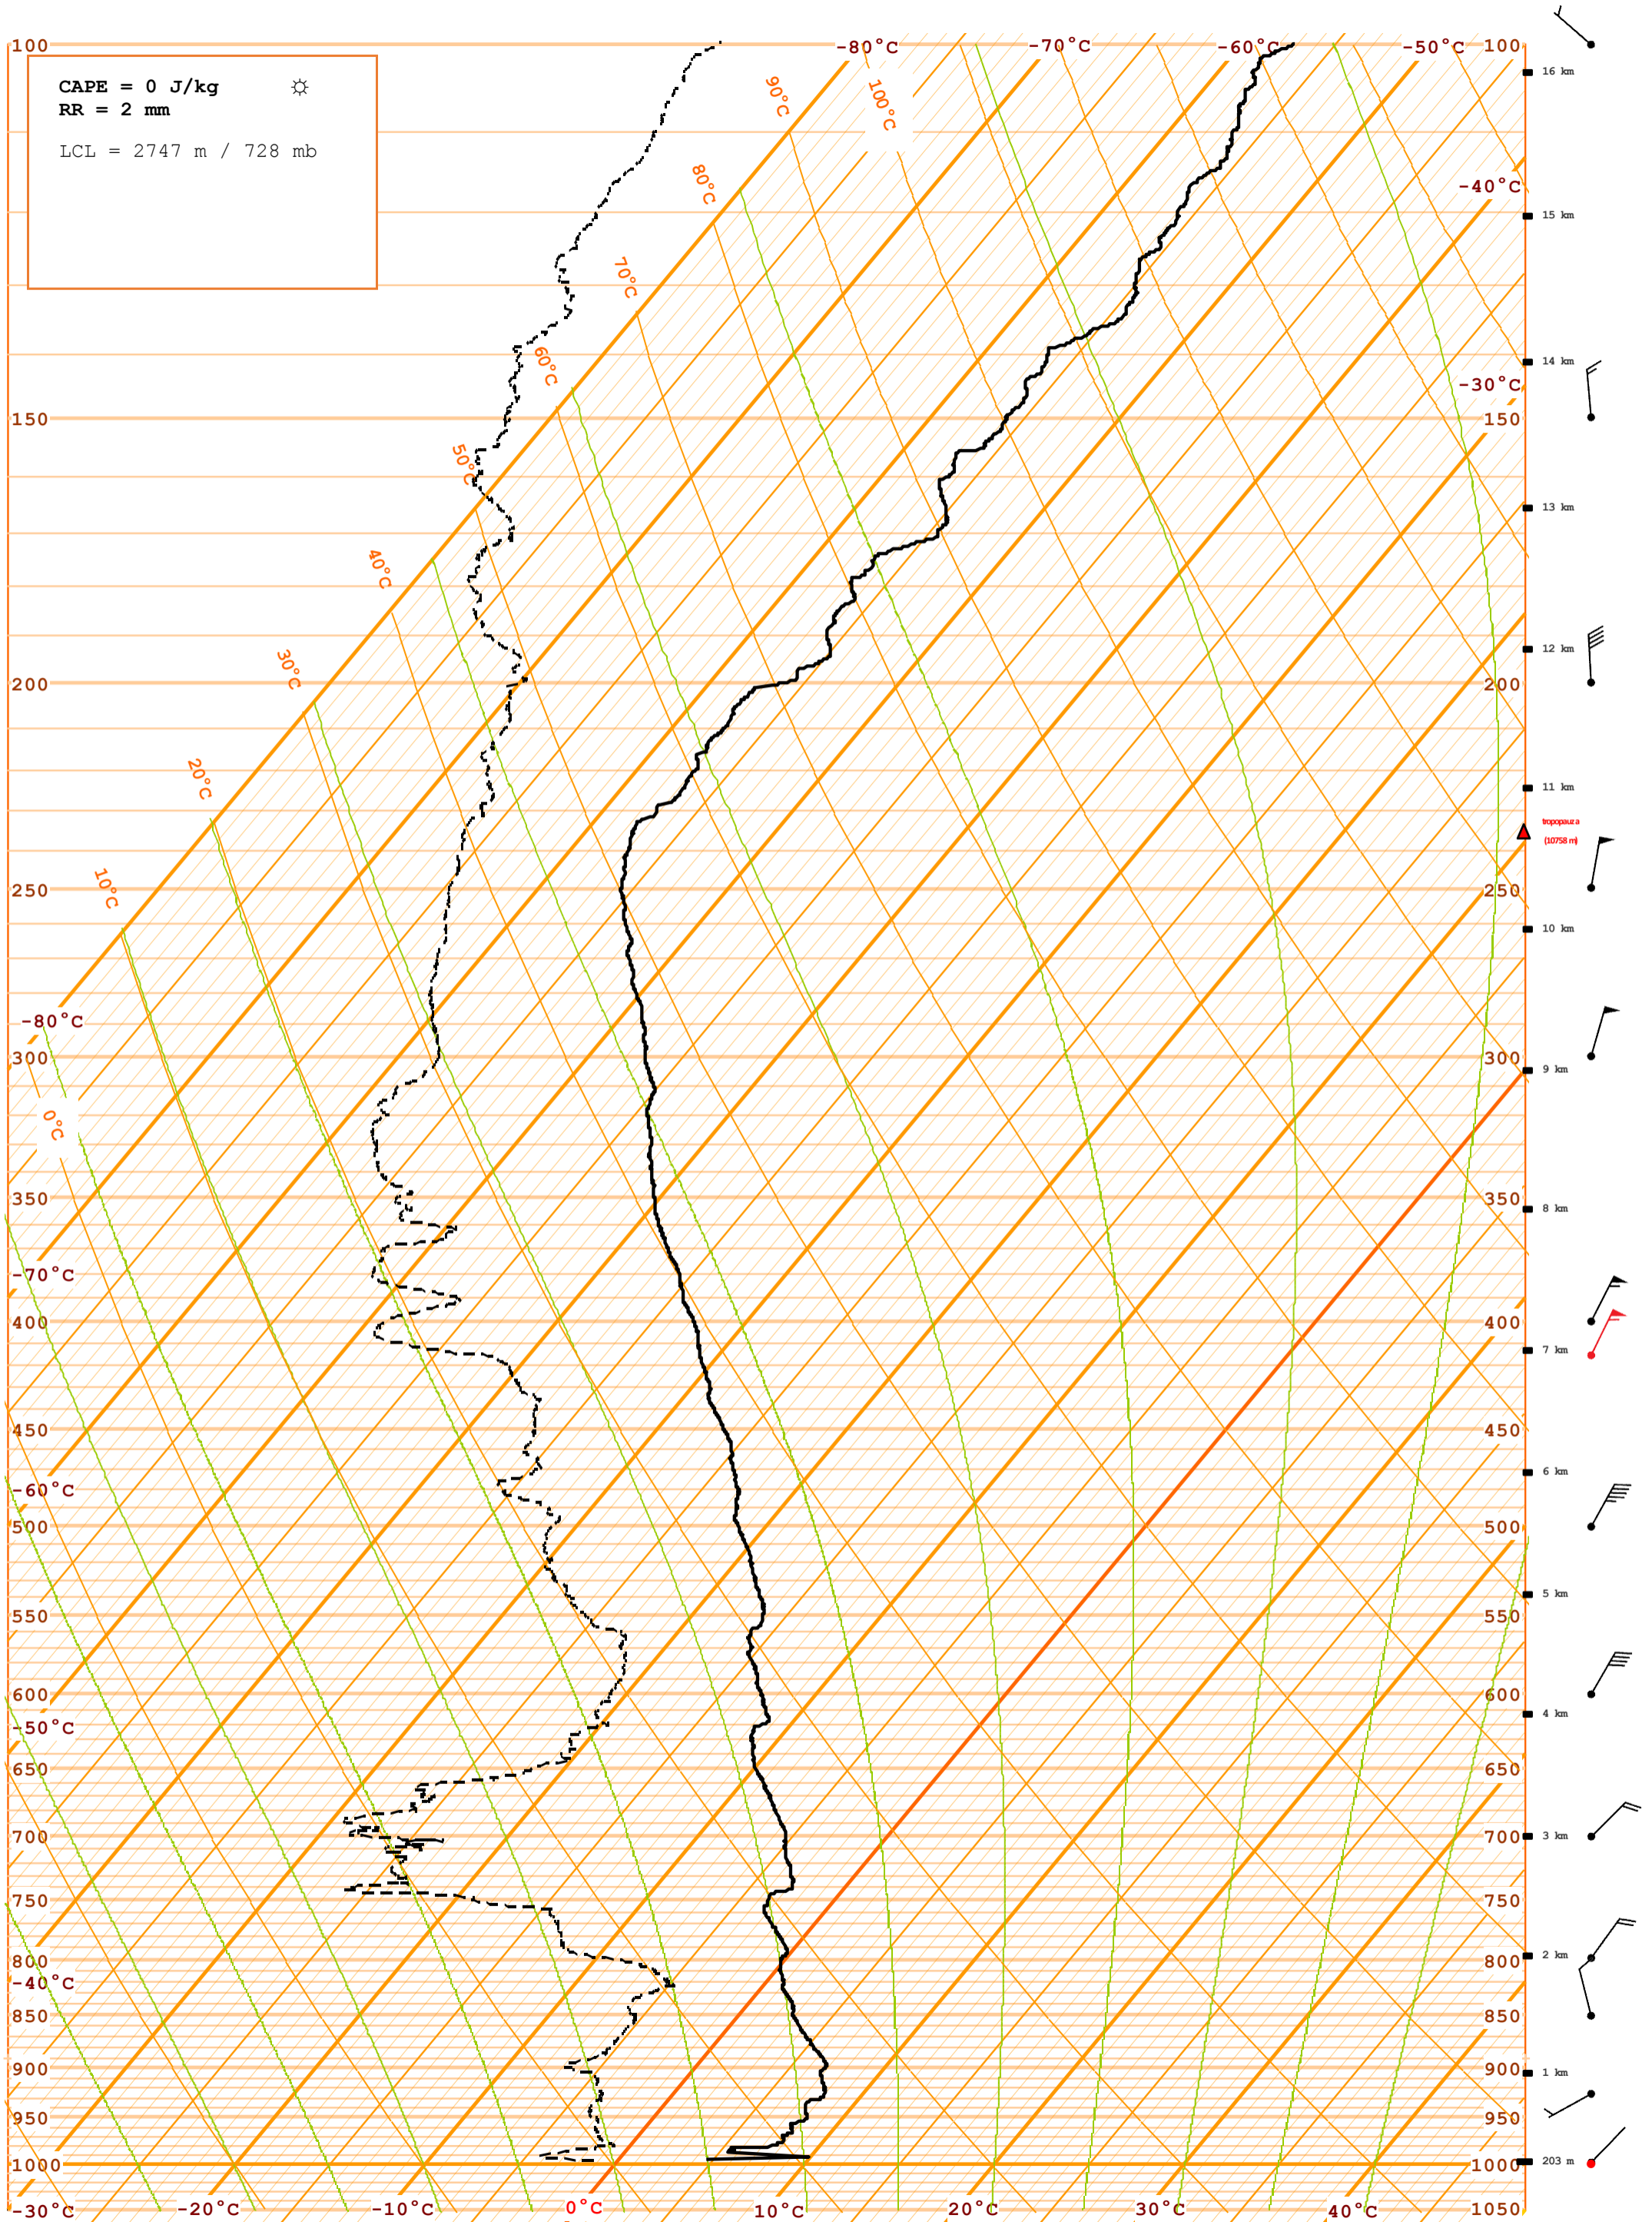 -80°C -70°C -60°C -50°C
100 100
16 km
CAPE = 0 J/kg ☼
RR = 2 mm
LCL = 2747 m / 728 mb
90°C 100°C
80°C
-40°C
15 km
70°C
60°C
14 km
-30°C
150 150
50°C
13 km
40°C
12 km
30°C
200 200
20°C
11 km
tropopauza
(10758 m)
10°C
250 250
10 km
-80°C
300 300
9 km
0°C
350 350
8 km
-70°C
400 400
7 km
450 450
6 km
-60°C
500 500
5 km
550 550
600 600
4 km
-50°C
650 650
700 700
3 km
750 750
2 km
800 800
-40°C
850 850
900 900
1 km
950 950
203 m
1000 1000
-30°C -20°C -10°C 0°C 10°C 20°C 30°C 40°C 1050